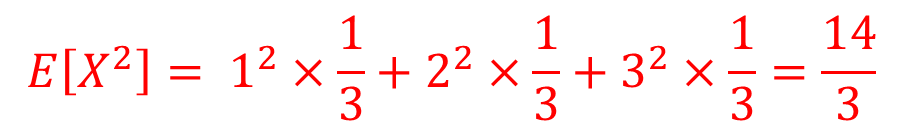 E[X²] = 1² × 1/3 + 2² × 1/3 + 3² × 1/3 = 14/3